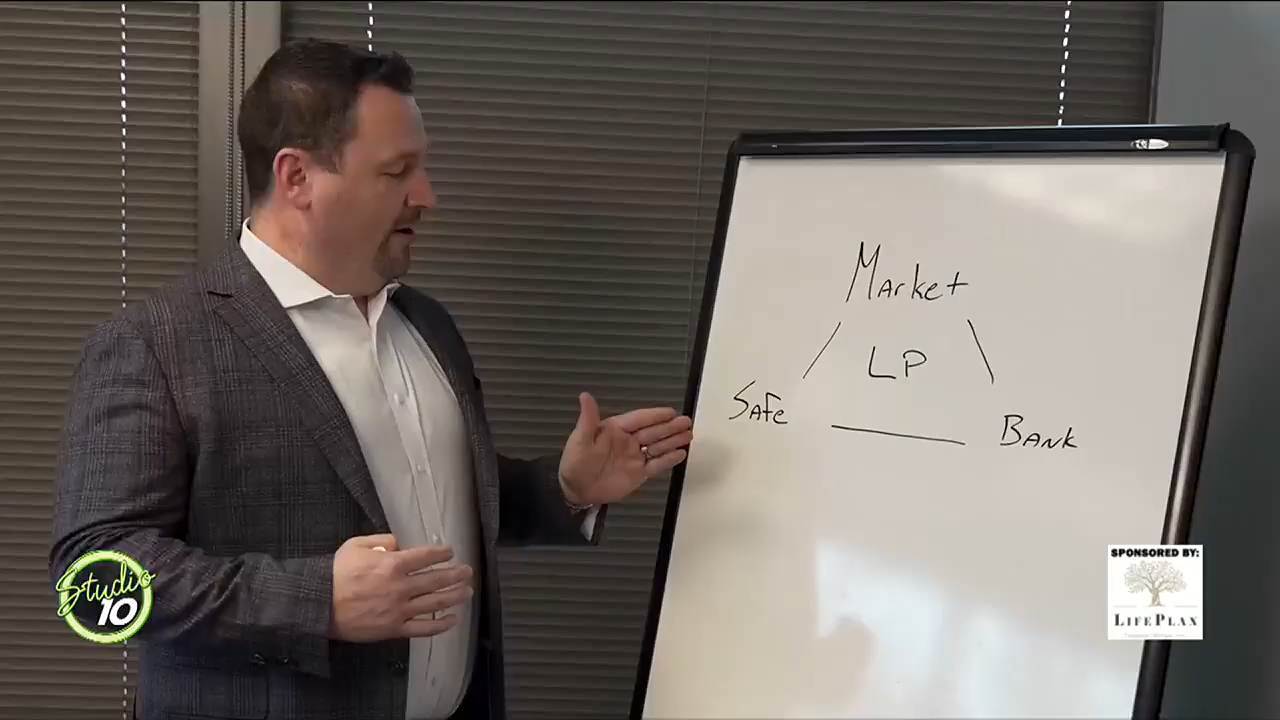 Market
LP
Safe
Bank
Studio
10
SPONSORED BY:
LIFEPLAN